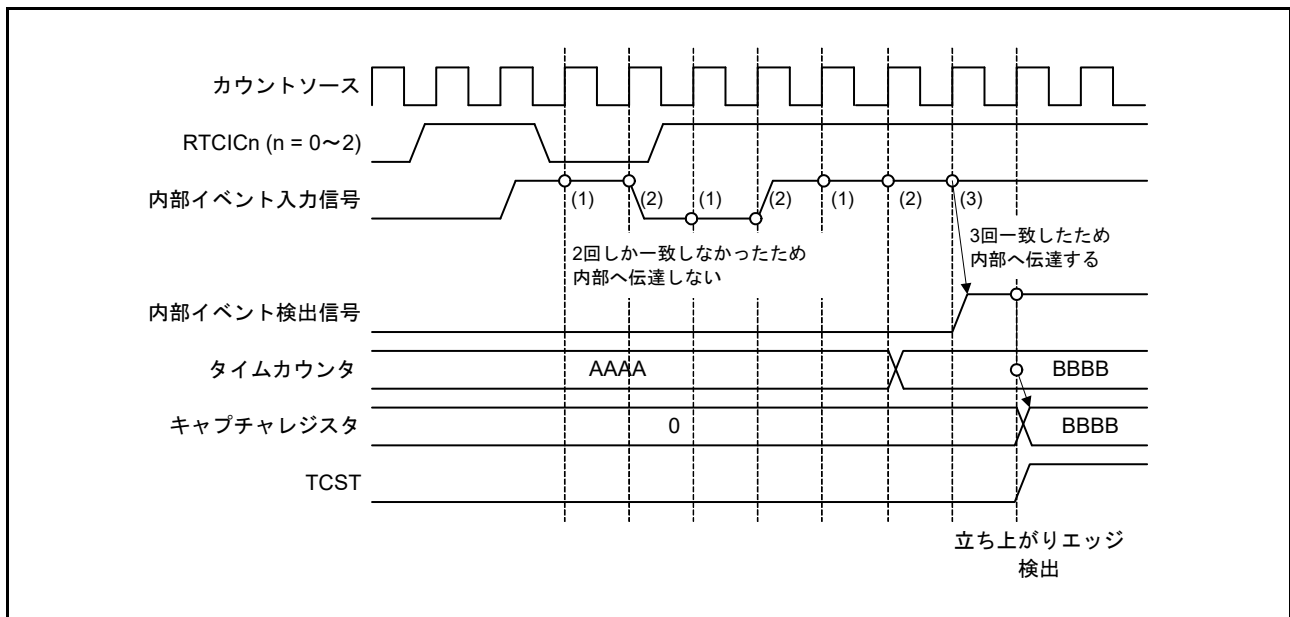 カウントソース
RTCICn (n = 0～2)
内部イベント入力信号
(1) (2) (1) (2) (1) (2) (3)
2回しか一致しなかったため
内部へ伝達しない
3回一致したため
内部へ伝達する
内部イベント検出信号
タイムカウンタ AAAA BBBB
キャプチャレジスタ 0 BBBB
TCST
立ち上がりエッジ
検出